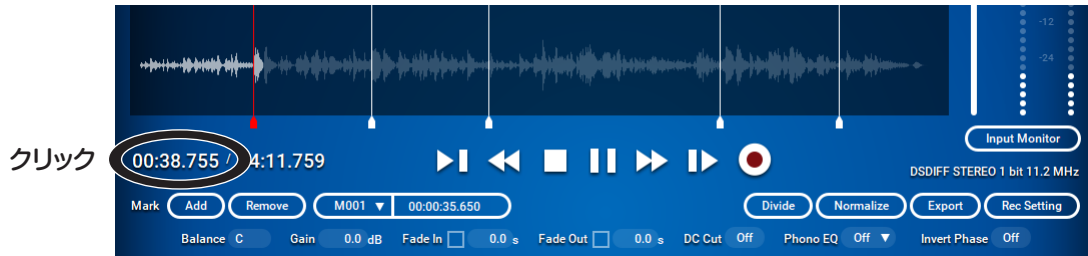 -12
-24
クリック
00:38.755 / 4:11.759
Input Monitor
DSDIFF STEREO 1 bit 11.2 MHz
Mark Add Remove M001 ▼ 00:00:35.650 Divide Normalize Export Rec Setting
Balance C Gain 0.0 dB Fade In 0.0 s Fade Out 0.0 s DC Cut Off Phono EQ Off ▼ Invert Phase Off